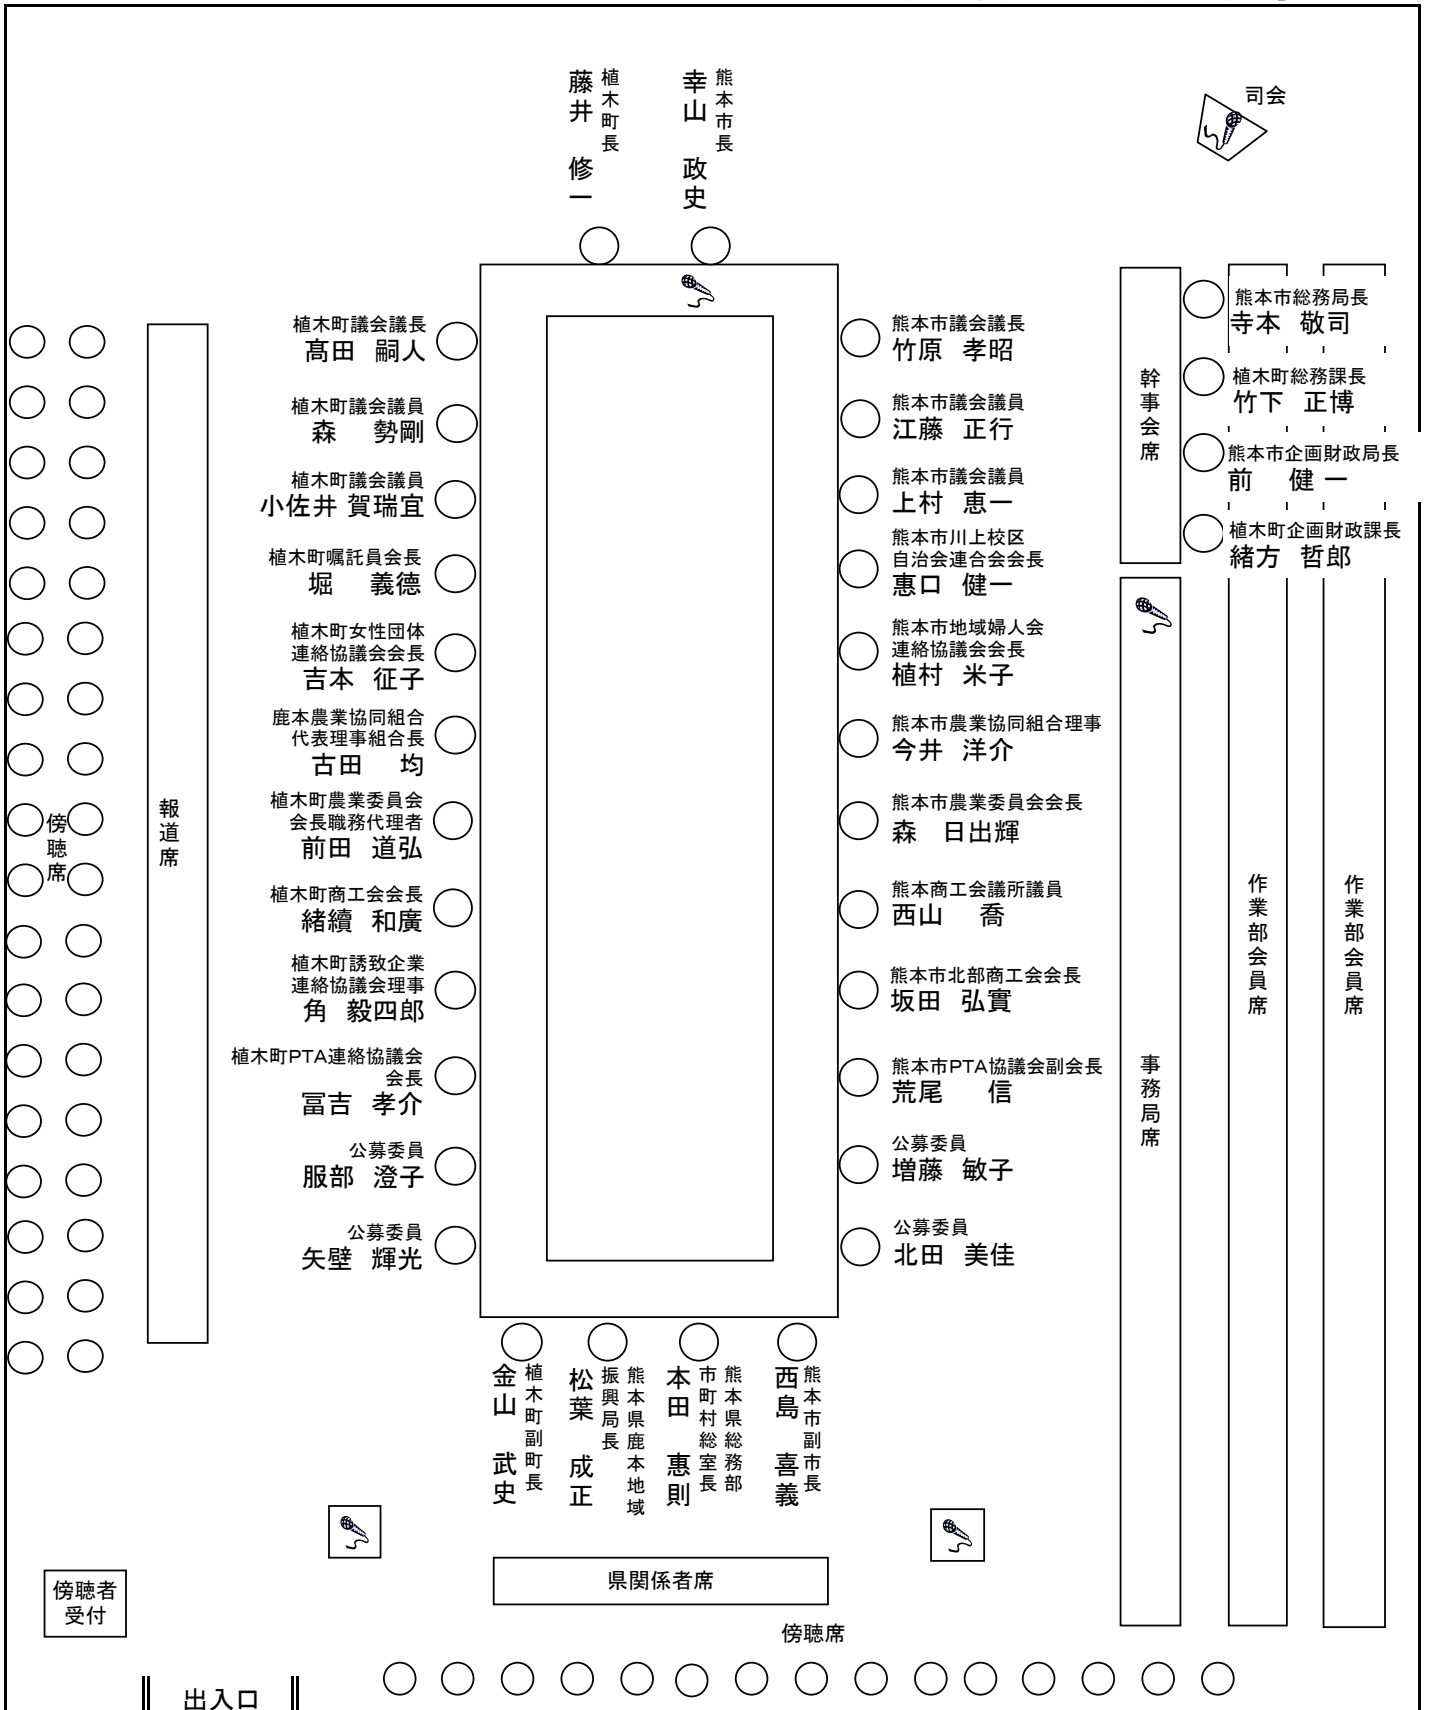 司会
熊本市長
幸山 政史
植木町長
藤井 修一
植木町議会議長
髙田 嗣人
植木町議会議員
森 勢剛
植木町議会議員
小佐井 賀瑞宜
植木町嘱託員会長
堀 義德
植木町女性団体
連絡協議会会長
吉本 征子
鹿本農業協同組合
代表理事組合長
古田 均
植木町農業委員会
会長職務代理者
前田 道弘
植木町商工会会長
緒續 和廣
植木町誘致企業
連絡協議会理事
角 毅四郎
植木町PTA連絡協議会
会長
冨吉 孝介
公募委員
服部 澄子
公募委員
矢壁 輝光
熊本市議会議長
竹原 孝昭
熊本市議会議員
江藤 正行
熊本市議会議員
上村 恵一
熊本市川上校区
自治会連合会会長
惠口 健一
熊本市地域婦人会
連絡協議会会長
植村 米子
熊本市農業協同組合理事
今井 洋介
熊本市農業委員会会長
森 日出輝
熊本商工会議所議員
西山 喬
熊本市北部商工会会長
坂田 弘實
熊本市PTA協議会副会長
荒尾 信
公募委員
増藤 敏子
公募委員
北田 美佳
幹事会席
熊本市総務局長
寺本 敬司
植木町総務課長
竹下 正博
熊本市企画財政局長
前 健一
植木町企画財政課長
緒方 哲郎
事務局席
作業部会員席
作業部会員席
報道席
傍聴席
熊本市副市長
西島 喜義
熊本県総務部
市町村総室長
本田 惠則
熊本県鹿本地域
振興局長
松葉 成正
植木町副町長
金山 武史
県関係者席
傍聴者
受付
傍聴席
出入口